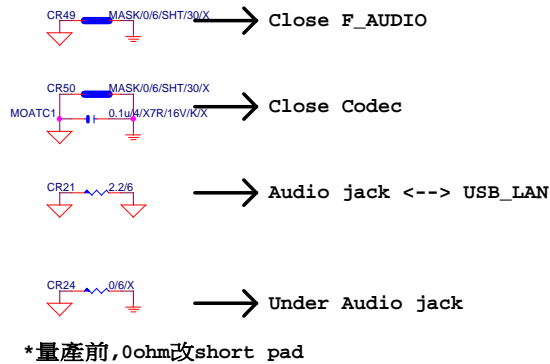 CR49 MASK/0/6/SHT/30/X Close F_AUDIO
CR50 MASK/0/6/SHT/30/X
MOATC1 0.1u/4/X7R/16V/K/X Close Codec
CR21 2.2/6 Audio jack <--> USB_LAN
CR24 0/6/X Under Audio jack
*量產前,0ohm改short pad